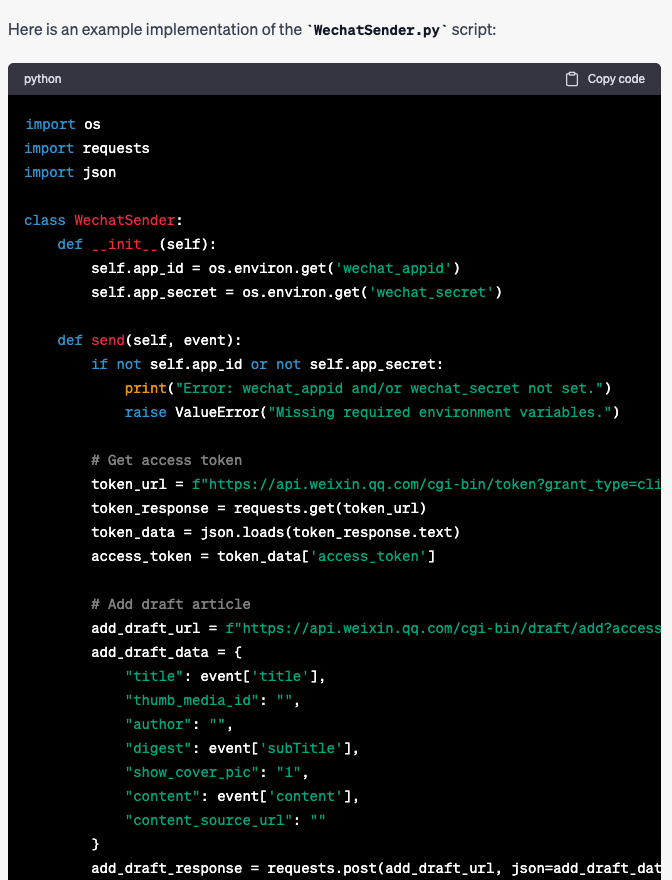 Here is an example implementation of the `WechatSender.py` script:
python
Copy code
import os
import requests
import json
class WechatSender:
def __init__(self):
self.app_id = os.environ.get('wechat_appid')
self.app_secret = os.environ.get('wechat_secret')
def send(self, event):
if not self.app_id or not self.app_secret:
print("Error: wechat_appid and/or wechat_secret not set.")
raise ValueError("Missing required environment variables.")
# Get access token
token_url = f"https://api.weixin.qq.com/cgi-bin/token?grant_type=cli
token_response = requests.get(token_url)
token_data = json.loads(token_response.text)
access_token = token_data['access_token']
# Add draft article
add_draft_url = f"https://api.weixin.qq.com/cgi-bin/draft/add?access
add_draft_data = {
"title": event['title'],
"thumb_media_id": "",
"author": "",
"digest": event['subTitle'],
"show_cover_pic": "1",
"content": event['content'],
"content_source_url": ""
}
add_draft_response = requests.post(add_draft_url, json=add_draft_dat